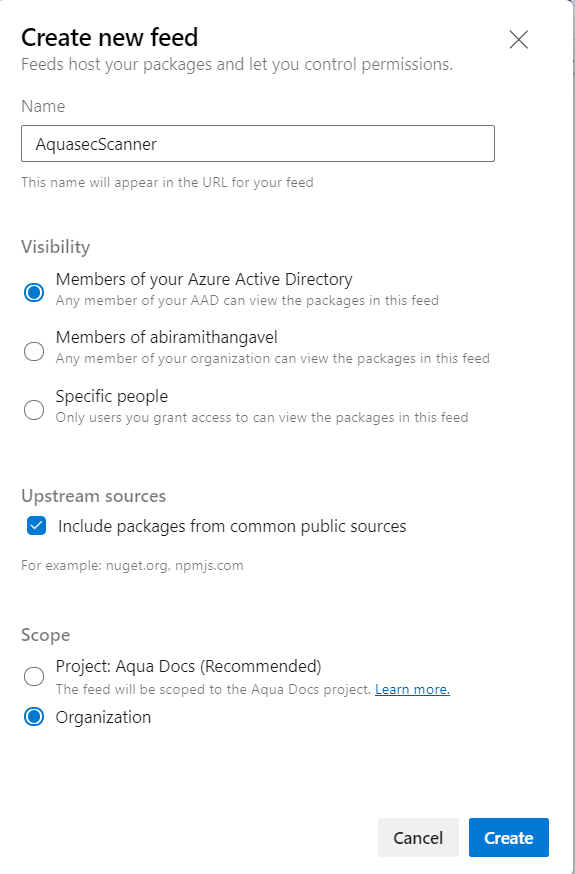 Create new feed
Feeds host your packages and let you control permissions.
Name
AquasecScanner
This name will appear in the URL for your feed
Visibility
Members of your Azure Active Directory
Any member of your AAD can view the packages in this feed
Members of abiramithangavel
Any member of your organization can view the packages in this feed
Specific people
Only users you grant access to can view the packages in this feed
Upstream sources
Include packages from common public sources
For example: nuget.org, npmjs.com
Scope
Project: Aqua Docs (Recommended)
The feed will be scoped to the Aqua Docs project. Learn more.
Organization
Cancel Create